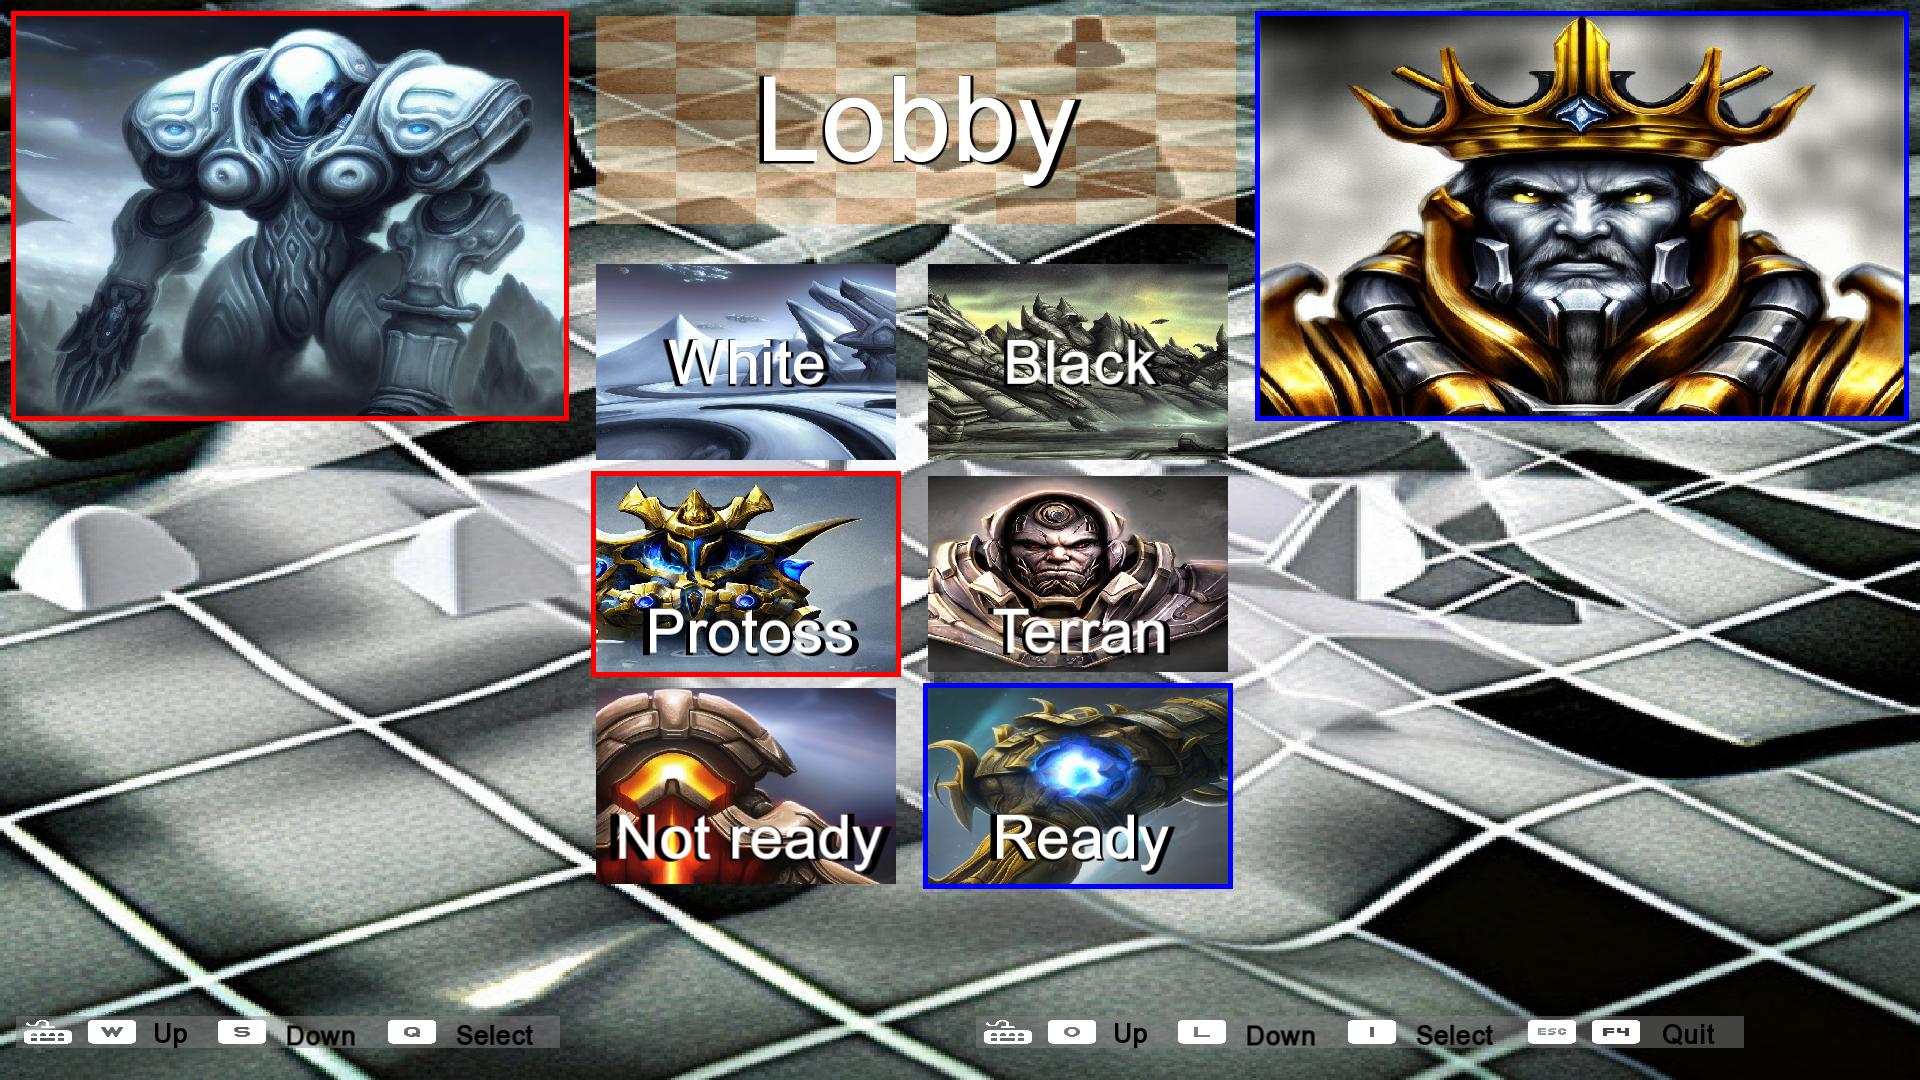 Lobby
White Black
Protoss Terran
Not ready Ready
W Up S Down Q Select O Up L Down I Select ESC F4 Quit